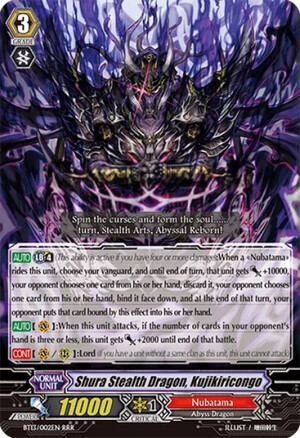 3
GRADE
Spin the curses and form the soul......
turn, Stealth Arts, Abyssal Reborn!
AUTO LB 4 (This ability is active if you have four or more damage):When a «Nubatama»
rides this unit, choose your vanguard, and until end of turn, that unit gets +10000,
your opponent chooses one card from his or her hand, discard it, your opponent chooses
one card from his or her hand, bind it face down, and at the end of that turn, your
opponent puts that card bound by this effect into his or her hand.
AUTO :When this unit attacks, if the number of cards in your opponent's
hand is three or less, this unit gets +2000 until end of that battle.
CONT :Lord (If you have a unit without a same clan as this unit, this unit cannot attack)
NORMAL
UNIT
Shura Stealth Dragon, Kujikiricongo
POWER
11000
1
CRITICAL
Nubatama
Abyss Dragon
BT13/002EN RRR
ILLUST /